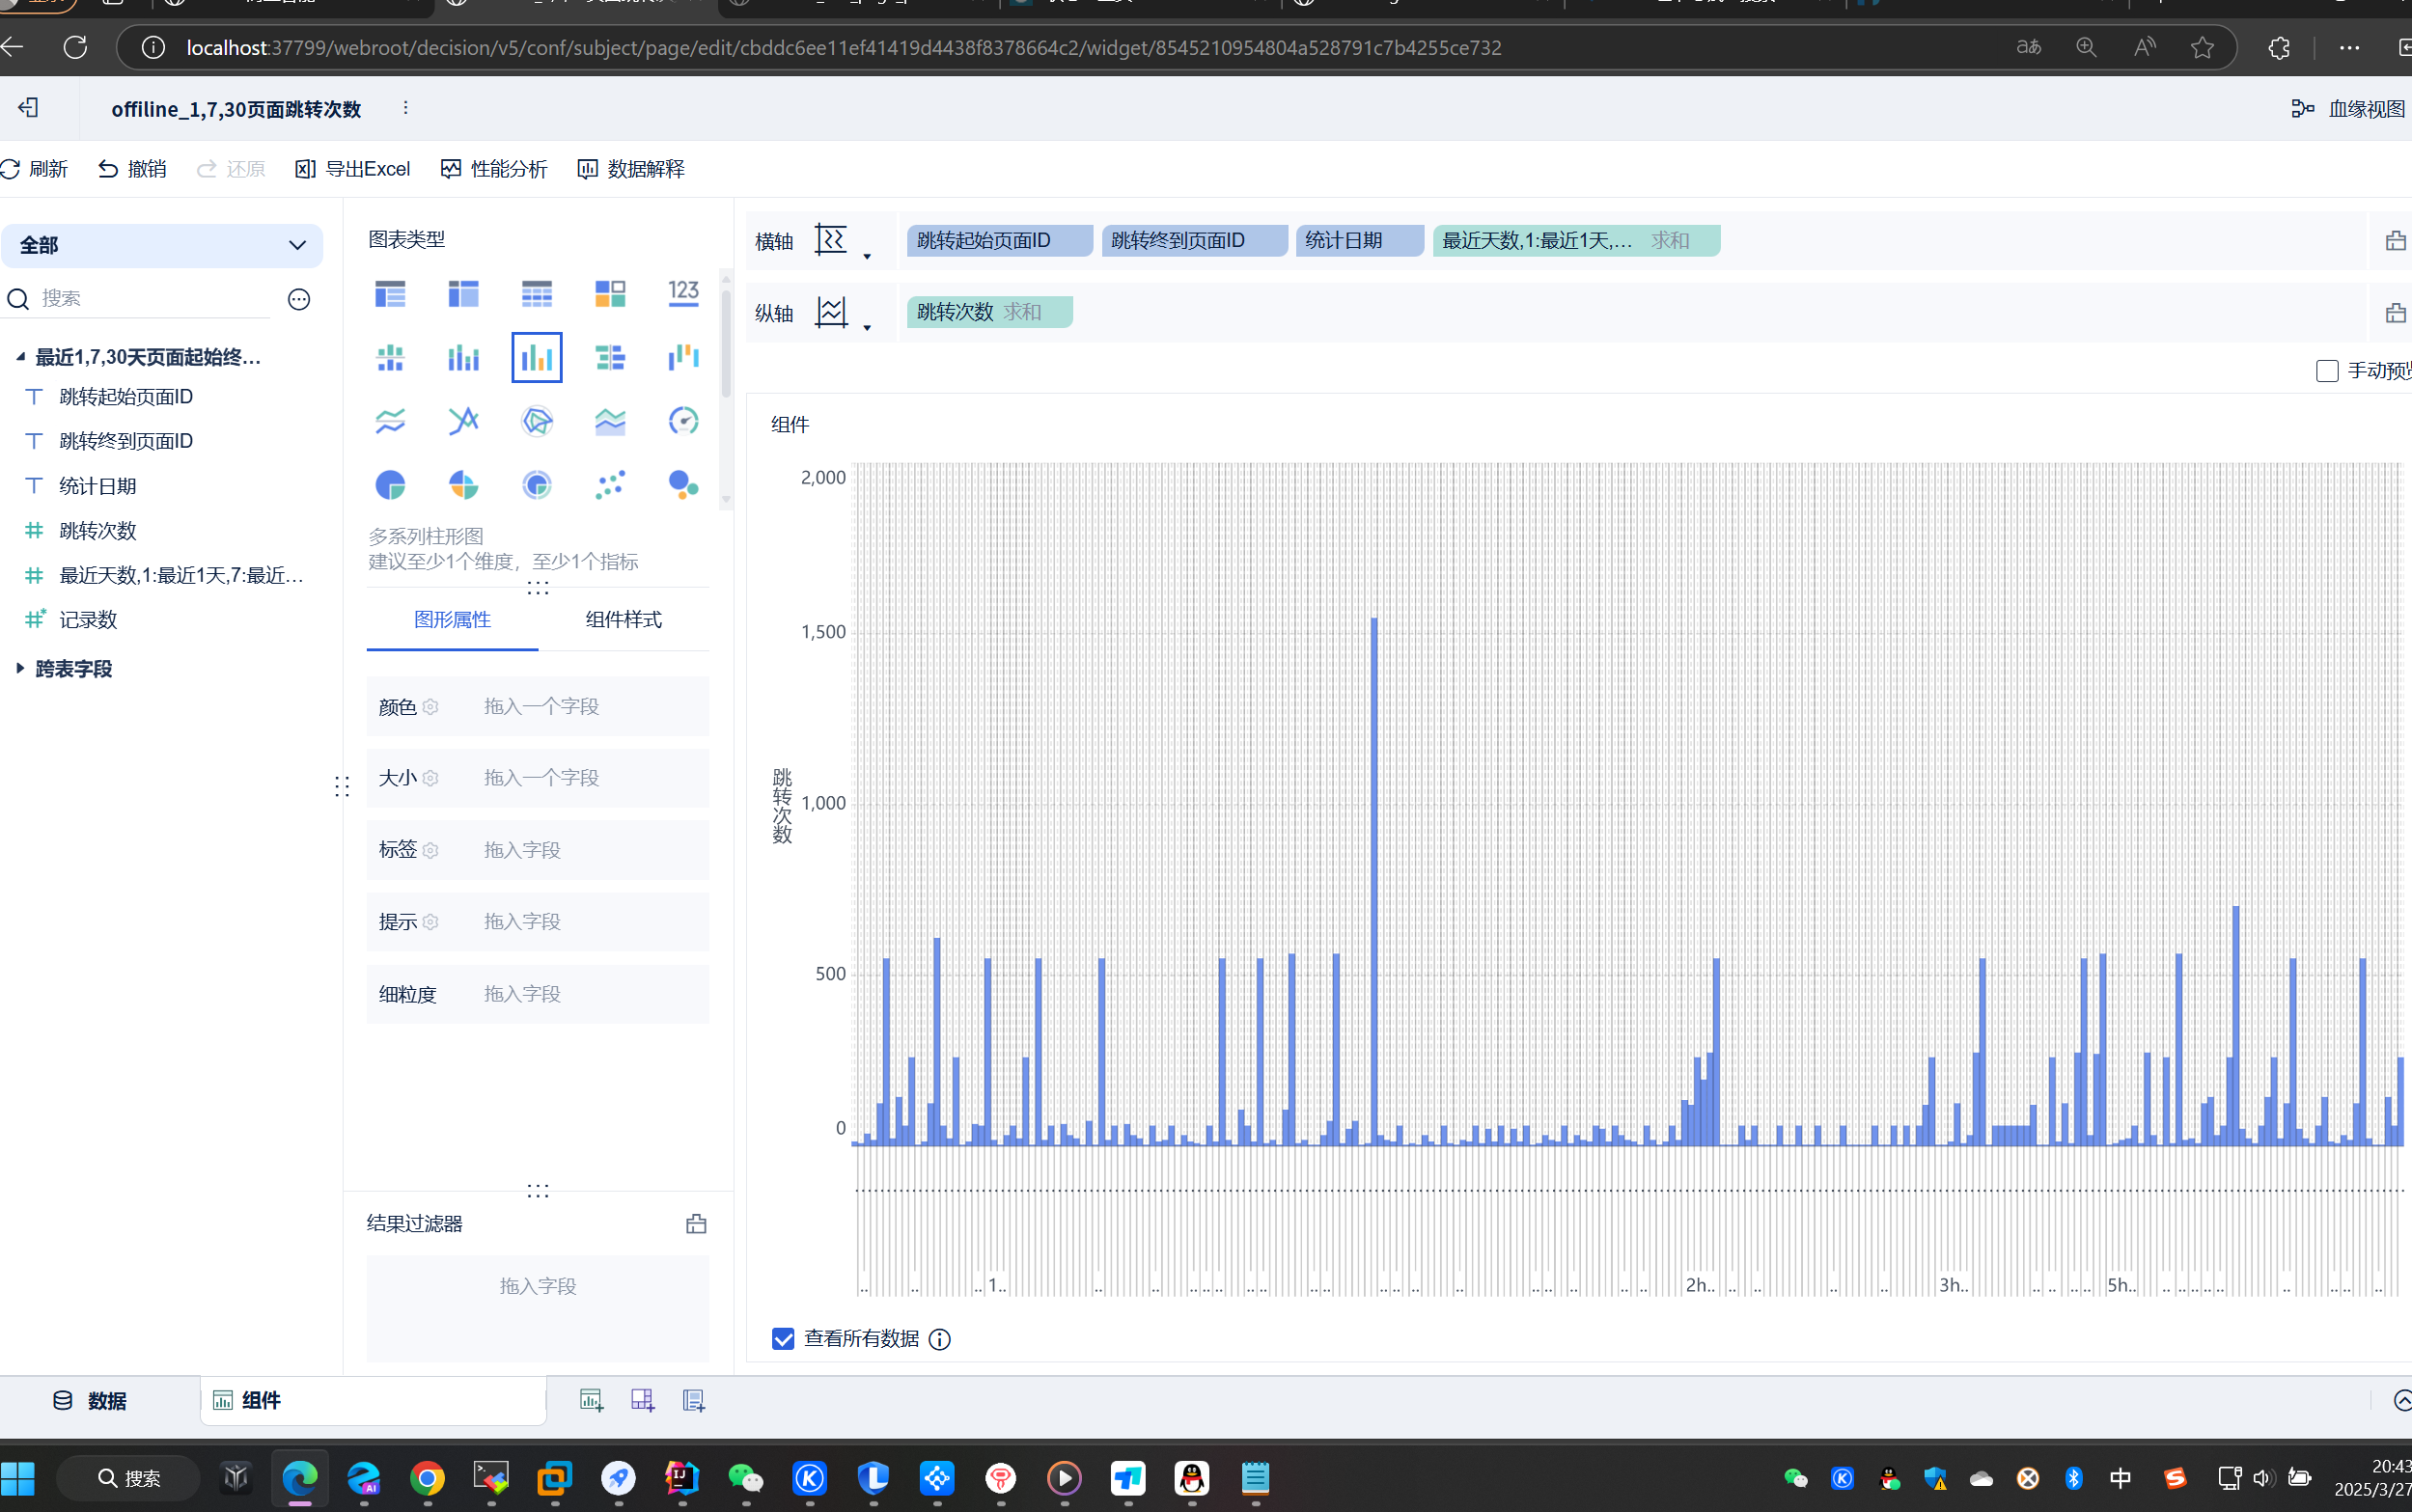 localhost:37799/webroot/decision/v5/conf/subject/page/edit/cbddc6ee11ef41419d4438f8378664c2/widget/8545210954804a528791c7b4255ce732
offiline_1,7,30页面跳转次数
血缘视图
刷新
撤销
还原
导出Excel
性能分析
数据解释
全部
搜索
最近1,7,30天页面起始终...
跳转起始页面ID
跳转终到页面ID
统计日期
跳转次数
最近天数,1:最近1天,7:最近...
记录数
跨表字段
图表类型
123
多系列柱形图
建议至少1个维度，至少1个指标
图形属性
组件样式
颜色 拖入一个字段
大小 拖入一个字段
标签 拖入字段
提示 拖入字段
细粒度 拖入字段
结果过滤器
拖入字段
横轴 跳转起始页面ID 跳转终到页面ID 统计日期 最近天数,1:最近1天,... 求和
纵轴 跳转次数 求和
手动预览
组件
2,000
1,500
1,000
500
0
跳转次数
1.. 2h.. 3h.. 5h..
查看所有数据
数据
组件
搜索
中
20:43
2025/3/27